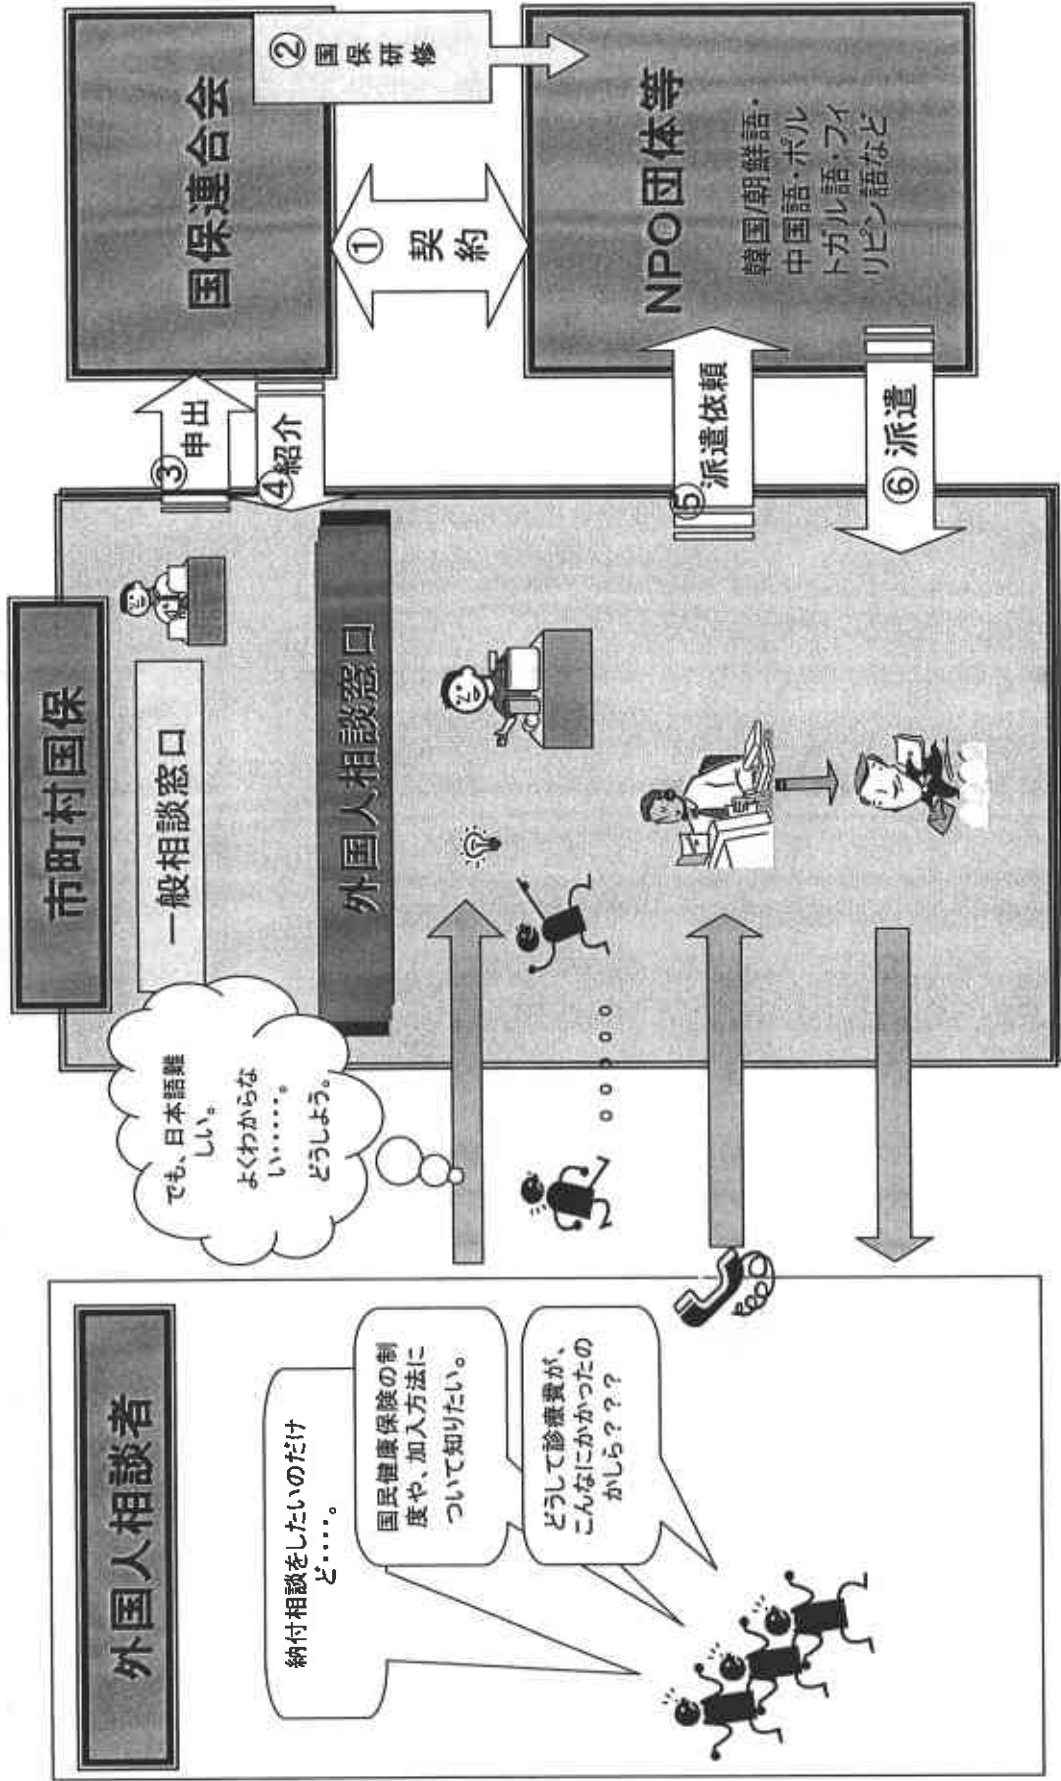 外国人相談者
納付相談をしたいのだけ
ど・・・・。
国民健康保険の制
度や、加入方法に
ついて知りたい。
どうして診療費が、
こんなにかかったの
かしら？？？
でも、日本語難
しい。
よくわからな
い・・・・・・。
どうしよう。
市町村国保
一般相談窓口
外国人相談窓口
③
申出
④
紹介
⑤
派遣依頼
⑥ 派遣
国保連合会
②
国保研修
①
契約
NPO団体等
韓国/朝鮮語・
中国語・ポル
トガル語・フィ
リピン語など